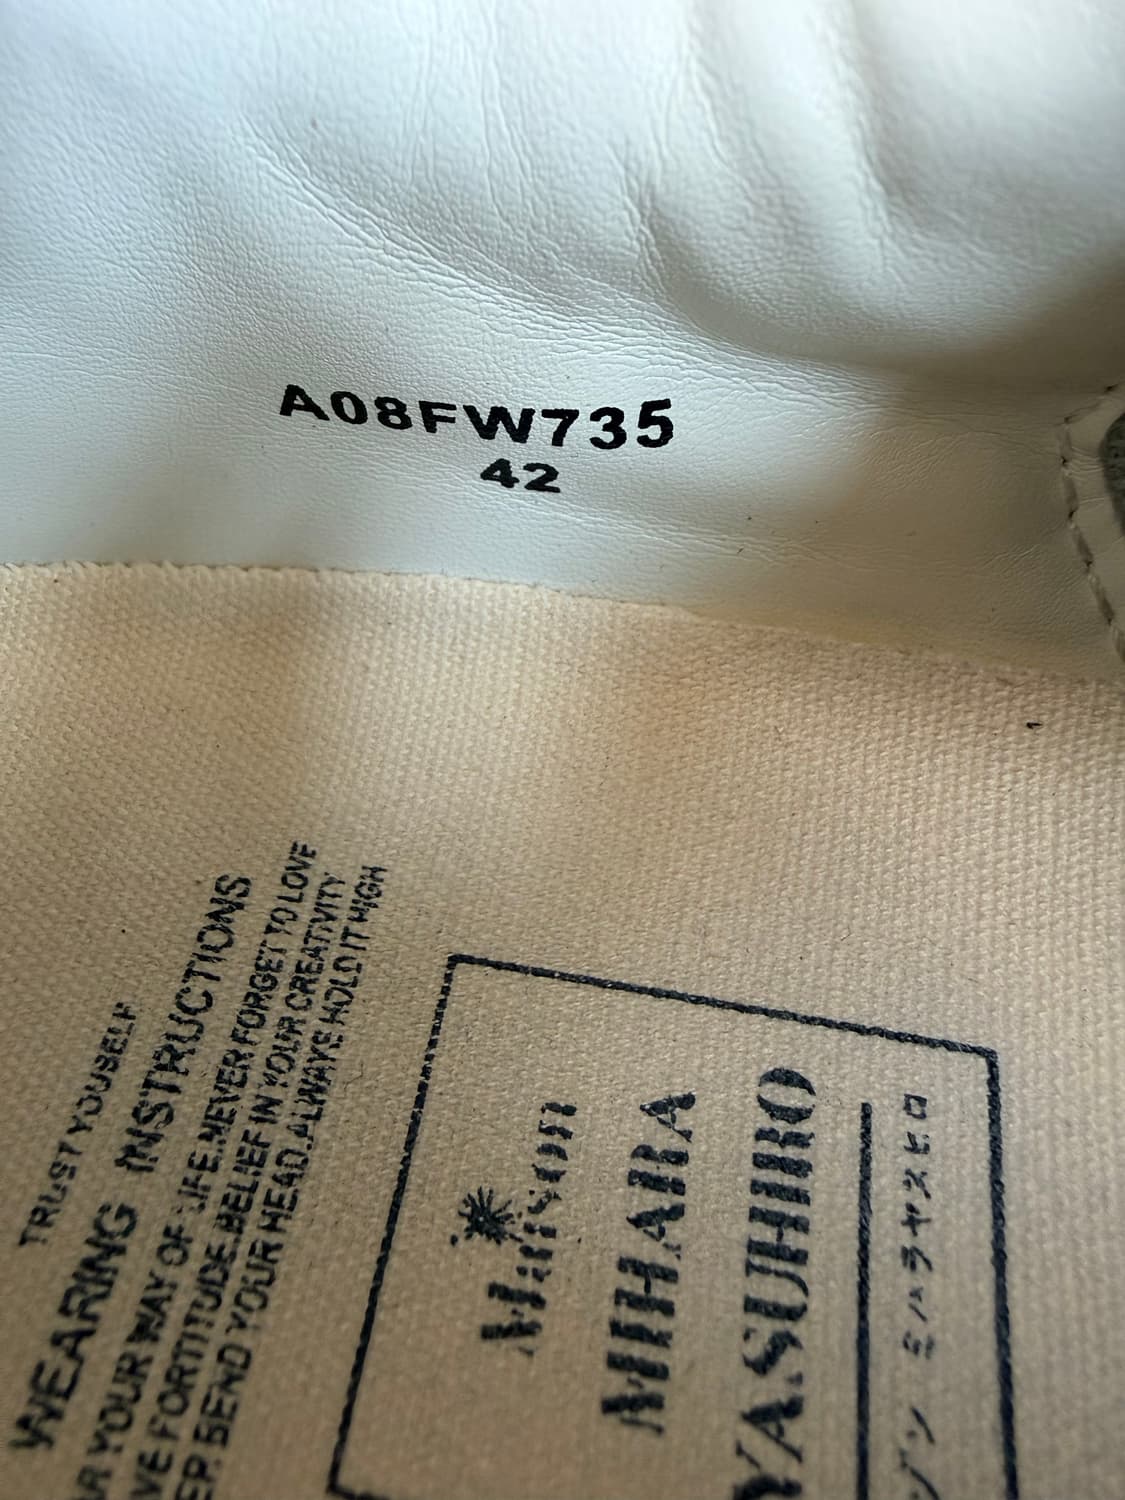 A08FW735
42
TRUST YOUSELF
WEARING INSTRUCTIONS
YOUR WAY OF LIFE.NEVER FORGET TO LOVE
FORTITUDE.BELIEF IN YOUR CREATIVITY
BEND YOUR HEAD.ALWAYS HOLD IT HIGH
Maison
MIHARA
YASUHIRO
ミハラヤスヒロ